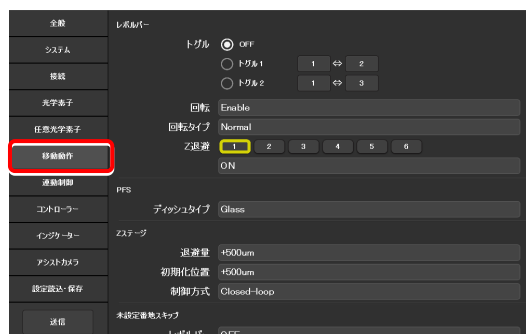 全般
システム
接続
光学素子
任意光学素子
移動動作
連動制御
コントローラー
インジケーター
アシストカメラ
設定読込・保存
送信
レボルバー
トグル OFF
トグル1 1 ⇔ 2
トグル2 1 ⇔ 3
回転 Enable
回転タイプ Normal
Z退避 1 2 3 4 5 6
ON
PFS
ディッシュタイプ Glass
Zステージ
退避量 +500um
初期化位置 +500um
制御方式 Closed-loop
未設定番地スキップ
レボルバー OFF